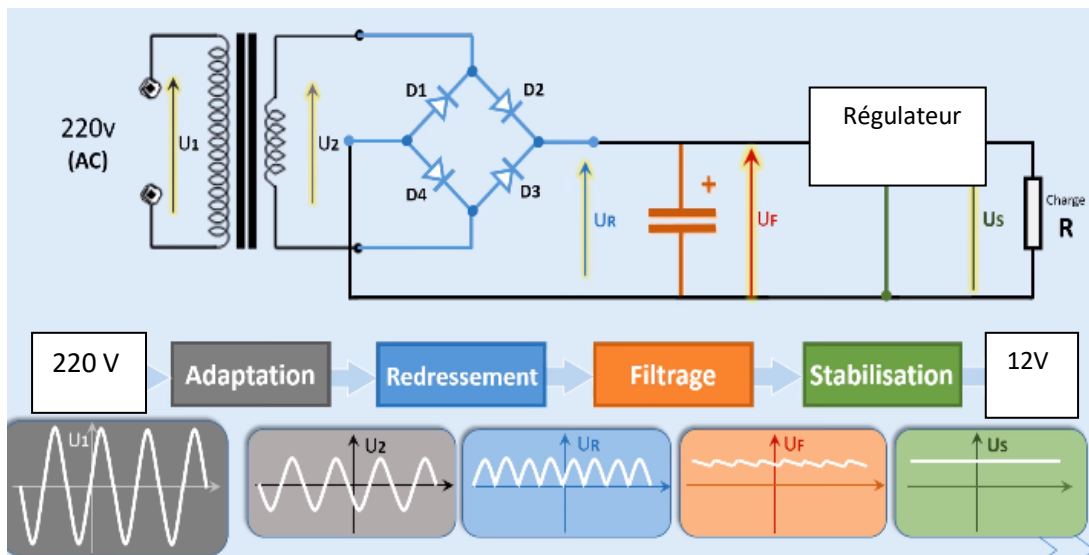 220v
(AC)
U1
U2
D1
D2
D4
D3
UR
+
UF
Régulateur
US
Charge
R
220 V
Adaptation
Redressement
Filtrage
Stabilisation
12V
U1
U2
UR
UF
US